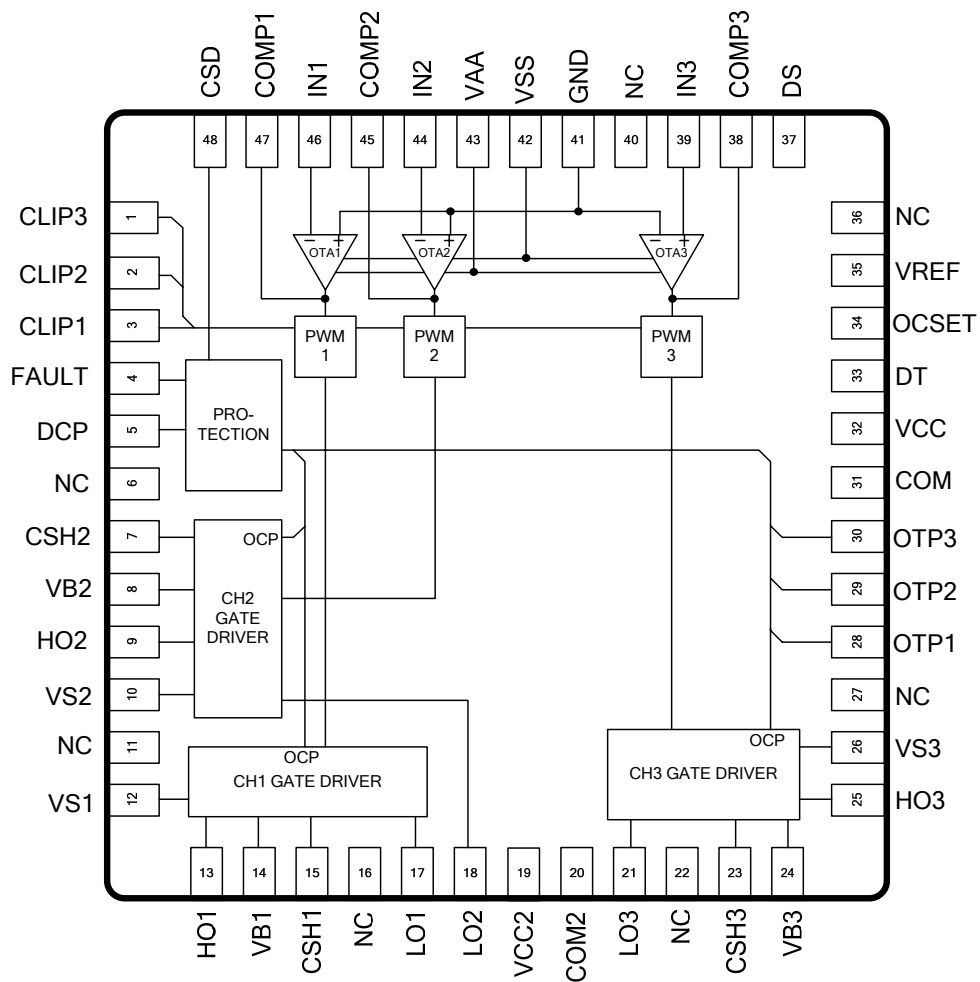 CSD
COMP1
IN1
COMP2
IN2
VAA
VSS
GND
NC
IN3
COMP3
DS
48
47
46
45
44
43
42
41
40
39
38
37
CLIP3
1
CLIP2
2
CLIP1
3
FAULT
4
DCP
5
NC
6
CSH2
7
VB2
8
HO2
9
VS2
10
NC
11
VS1
12
− +
OTA1
− +
OTA2
− +
OTA3
PWM
1
PWM
2
PWM
3
PRO-
TECTION
OCP
CH2
GATE
DRIVER
OCP
CH1 GATE DRIVER
OCP
CH3 GATE DRIVER
36
NC
35
VREF
34
OCSET
33
DT
32
VCC
31
COM
30
OTP3
29
OTP2
28
OTP1
27
NC
26
VS3
25
HO3
13
14
15
16
17
18
19
20
21
22
23
24
HO1
VB1
CSH1
NC
LO1
LO2
VCC2
COM2
LO3
NC
CSH3
VB3